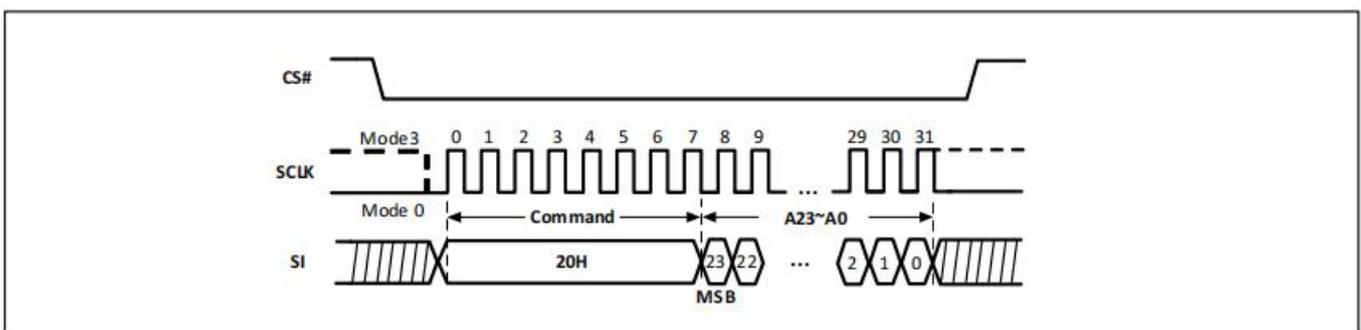 CS#
Mode3 0 1 2 3 4 5 6 7 8 9 29 30 31
SCLK
...
Mode 0 Command A23~A0
SI 20H 23 22 ... 2 1 0
MSB